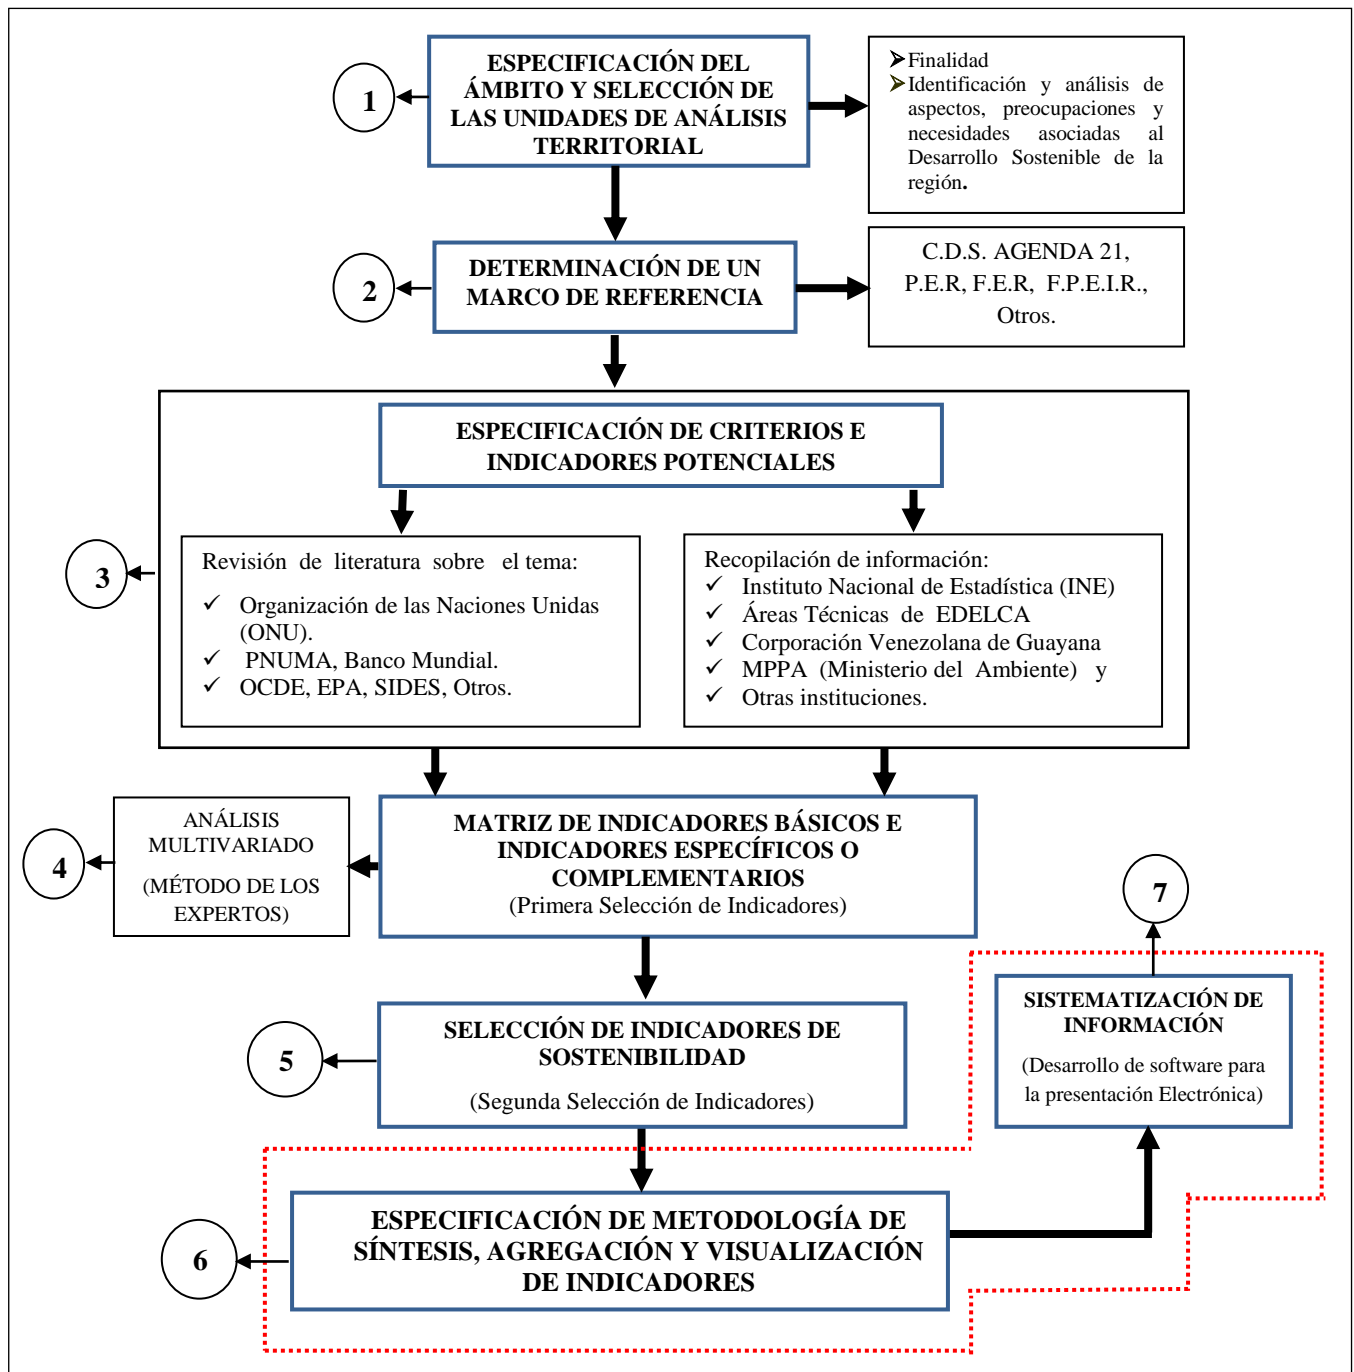 ESPECIFICACIÓN DEL
ÁMBITO Y SELECCIÓN DE
LAS UNIDADES DE ANÁLISIS
TERRITORIAL
1
Finalidad
Identificación y análisis de
aspectos, preocupaciones y
necesidades asociadas al
Desarrollo Sostenible de la
región.
DETERMINACIÓN DE UN
MARCO DE REFERENCIA
2
C.D.S. AGENDA 21,
P.E.R, F.E.R, F.P.E.I.R.,
Otros.
ESPECIFICACIÓN DE CRITERIOS E
INDICADORES POTENCIALES
3
Revisión de literatura sobre el tema:
✓ Organización de las Naciones Unidas
(ONU).
✓ PNUMA, Banco Mundial.
✓ OCDE, EPA, SIDES, Otros.
Recopilación de información:
✓ Instituto Nacional de Estadística (INE)
✓ Áreas Técnicas de EDELCA
✓ Corporación Venezolana de Guayana
✓ MPPA (Ministerio del Ambiente) y
✓ Otras instituciones.
MATRIZ DE INDICADORES BÁSICOS E
INDICADORES ESPECÍFICOS O
COMPLEMENTARIOS
(Primera Selección de Indicadores)
ANÁLISIS
MULTIVARIADO
(MÉTODO DE LOS
EXPERTOS)
4
SELECCIÓN DE INDICADORES DE
SOSTENIBILIDAD
(Segunda Selección de Indicadores)
5
ESPECIFICACIÓN DE METODOLOGÍA DE
SÍNTESIS, AGREGACIÓN Y VISUALIZACIÓN
DE INDICADORES
6
7
SISTEMATIZACIÓN DE
INFORMACIÓN
(Desarrollo de software para
la presentación Electrónica)